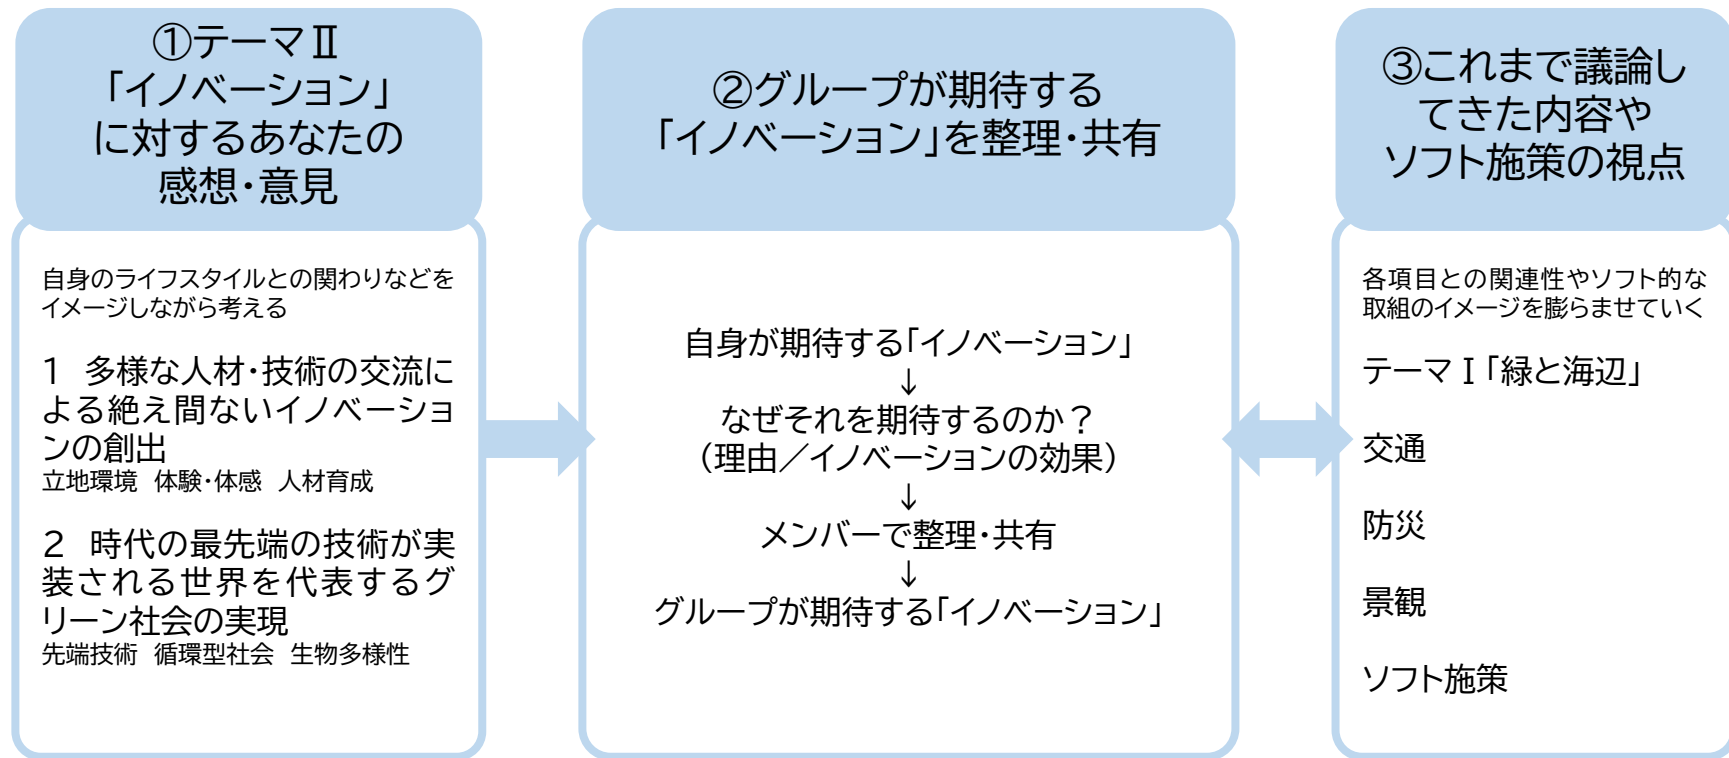 ①テーマⅡ
「イノベーション」
に対するあなたの
感想・意見
自身のライフスタイルとの関わりなどを
イメージしながら考える
1　多様な人材・技術の交流に
よる絶え間ないイノベーショ
ンの創出
立地環境　体験・体感　人材育成
2　時代の最先端の技術が実
装される世界を代表するグ
リーン社会の実現
先端技術　循環型社会　生物多様性
②グループが期待する
「イノベーション」を整理・共有
自身が期待する「イノベーション」
↓
なぜそれを期待するのか？
（理由／イノベーションの効果）
↓
メンバーで整理・共有
↓
グループが期待する「イノベーション」
③これまで議論し
てきた内容や
ソフト施策の視点
各項目との関連性やソフト的な
取組のイメージを膨らませていく
テーマⅠ「緑と海辺」
交通
防災
景観
ソフト施策